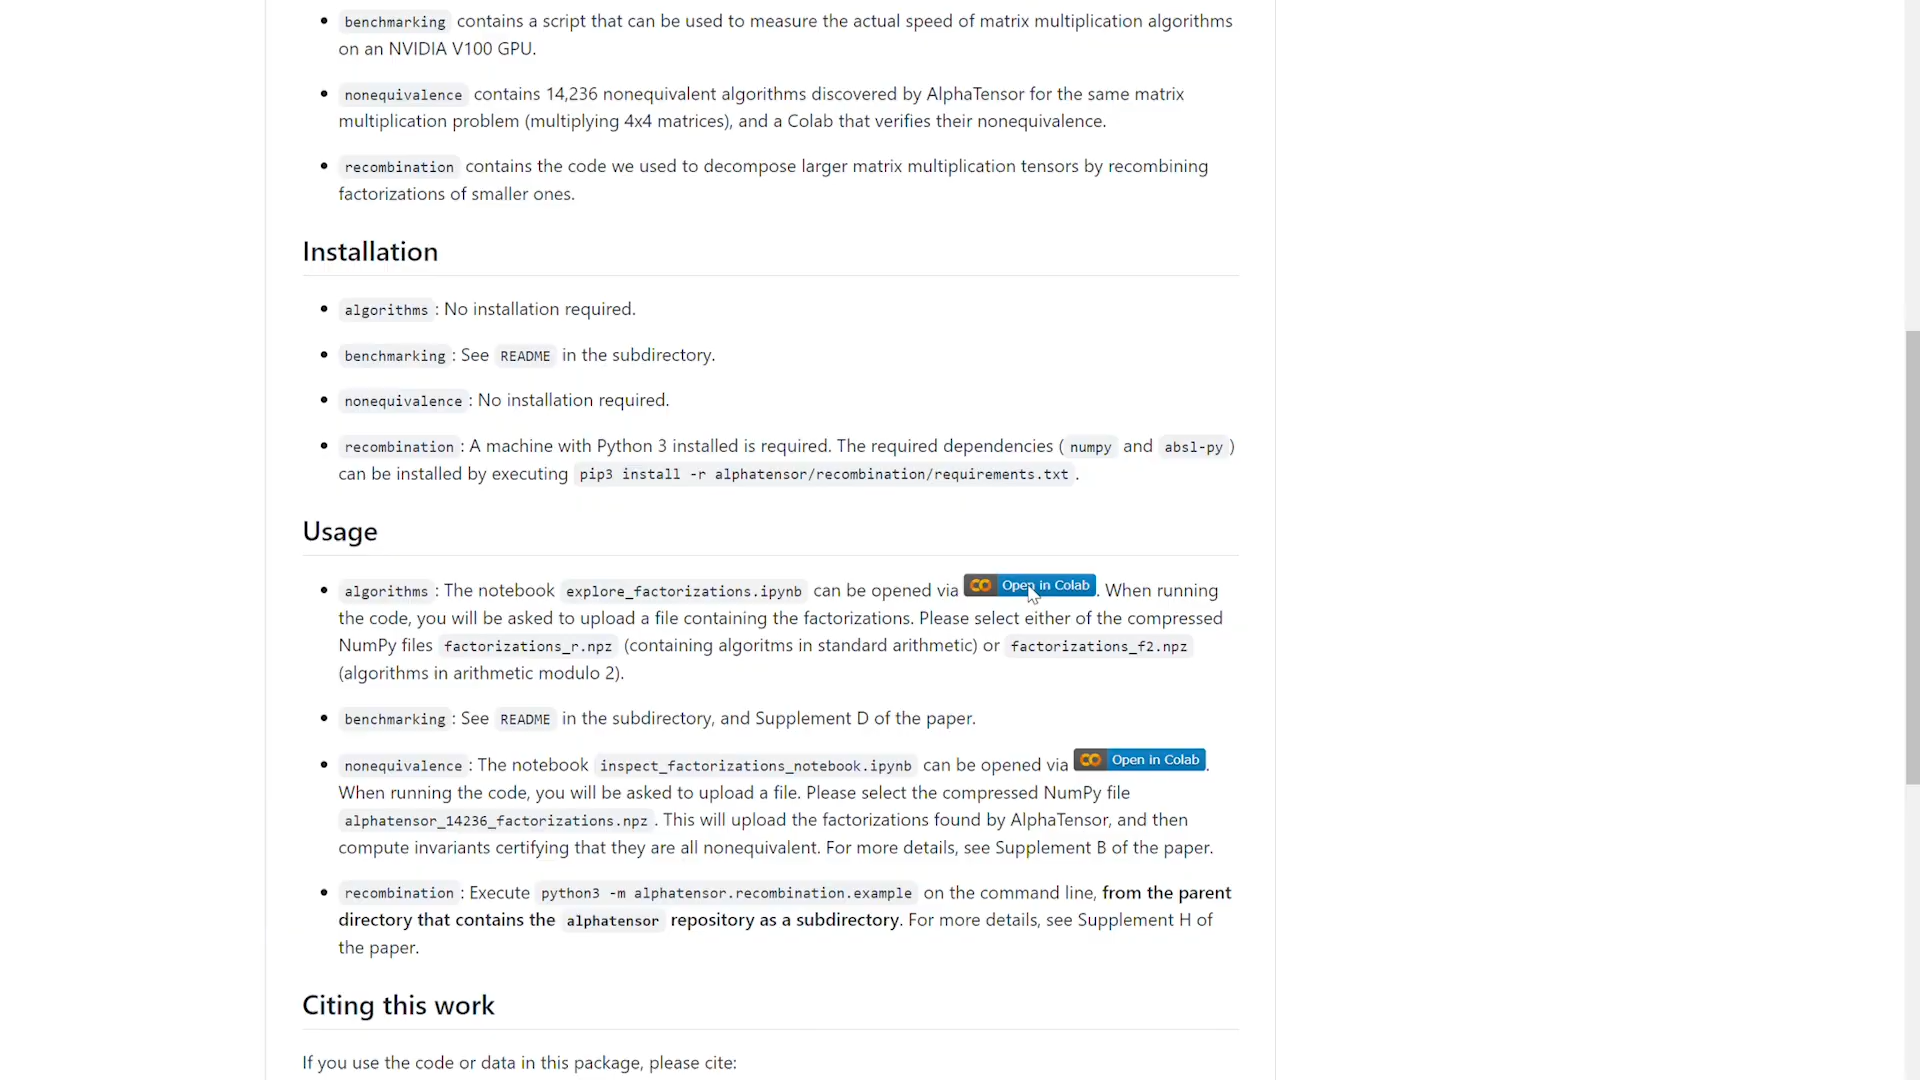 benchmarking contains a script that can be used to measure the actual speed of matrix multiplication algorithms
on an NVIDIA V100 GPU.
nonequivalence contains 14,236 nonequivalent algorithms discovered by AlphaTensor for the same matrix
multiplication problem (multiplying 4x4 matrices), and a Colab that verifies their nonequivalence.
recombination contains the code we used to decompose larger matrix multiplication tensors by recombining
factorizations of smaller ones.
Installation
algorithms : No installation required.
benchmarking : See README in the subdirectory.
nonequivalence : No installation required.
recombination : A machine with Python 3 installed is required. The required dependencies ( numpy and absl-py )
can be installed by executing pip3 install -r alphatensor/recombination/requirements.txt .
Usage
algorithms : The notebook explore_factorizations.ipynb can be opened via Open in Colab. When running
the code, you will be asked to upload a file containing the factorizations. Please select either of the compressed
NumPy files factorizations_r.npz (containing algoritms in standard arithmetic) or factorizations_f2.npz
(algorithms in arithmetic modulo 2).
benchmarking : See README in the subdirectory, and Supplement D of the paper.
nonequivalence : The notebook inspect_factorizations_notebook.ipynb can be opened via Open in Colab.
When running the code, you will be asked to upload a file. Please select the compressed NumPy file
alphatensor_14236_factorizations.npz . This will upload the factorizations found by AlphaTensor, and then
compute invariants certifying that they are all nonequivalent. For more details, see Supplement B of the paper.
recombination : Execute python3 -m alphatensor.recombination.example on the command line, from the parent
directory that contains the alphatensor repository as a subdirectory. For more details, see Supplement H of
the paper.
Citing this work
If you use the code or data in this package, please cite: